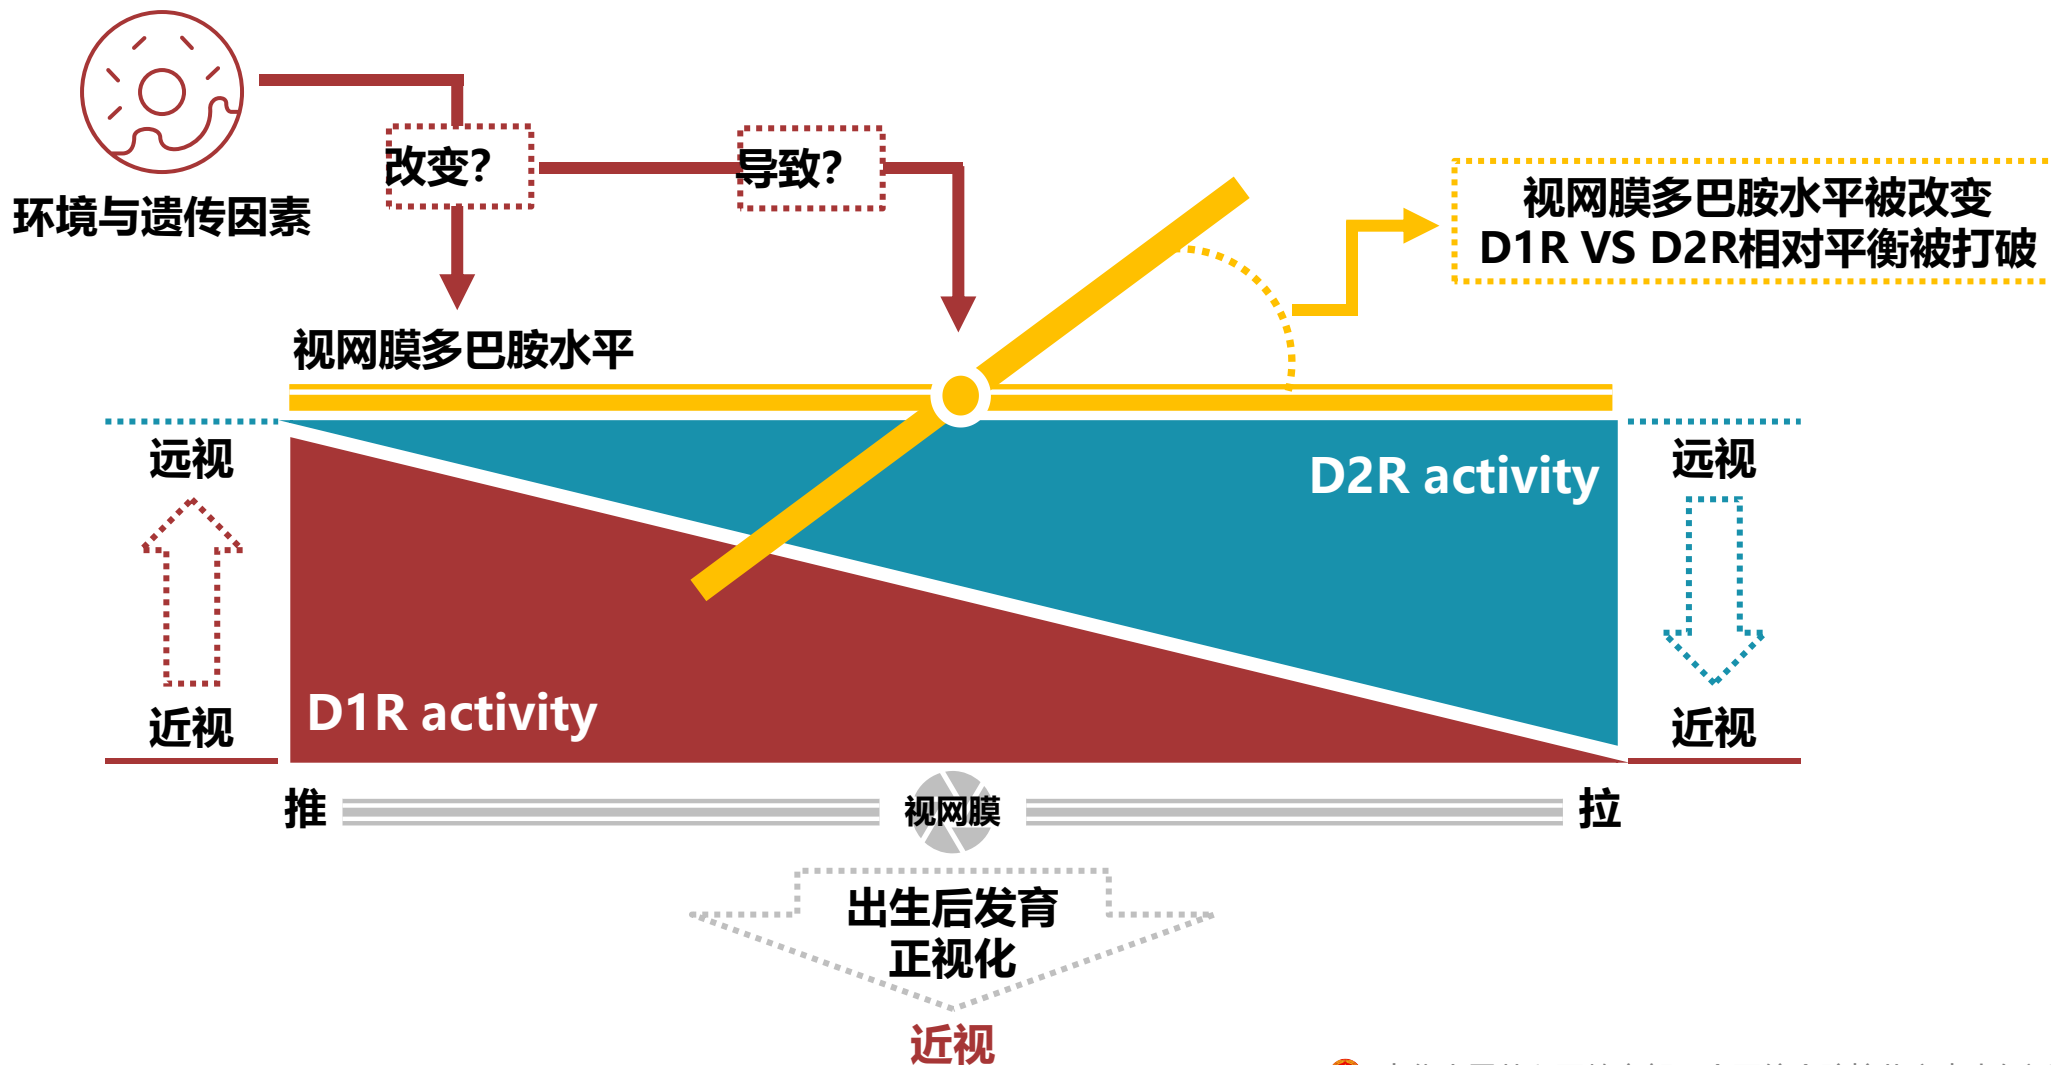 环境与遗传因素
改变？
导致？
视网膜多巴胺水平被改变
D1R VS D2R相对平衡被打破
视网膜多巴胺水平
远视
近视
D2R activity
D1R activity
远视
近视
推
视网膜
拉
出生后发育
正视化
近视